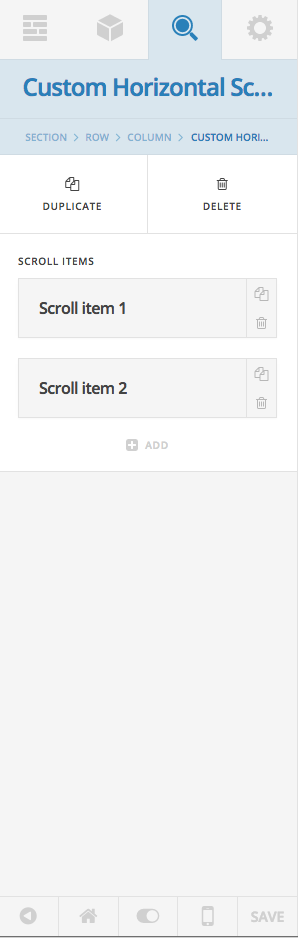 Custom Horizontal Sc...
SECTION > ROW > COLUMN > CUSTOM HORI...
DUPLICATE DELETE
SCROLL ITEMS
Scroll item 1
Scroll item 2
ADD
SAVE